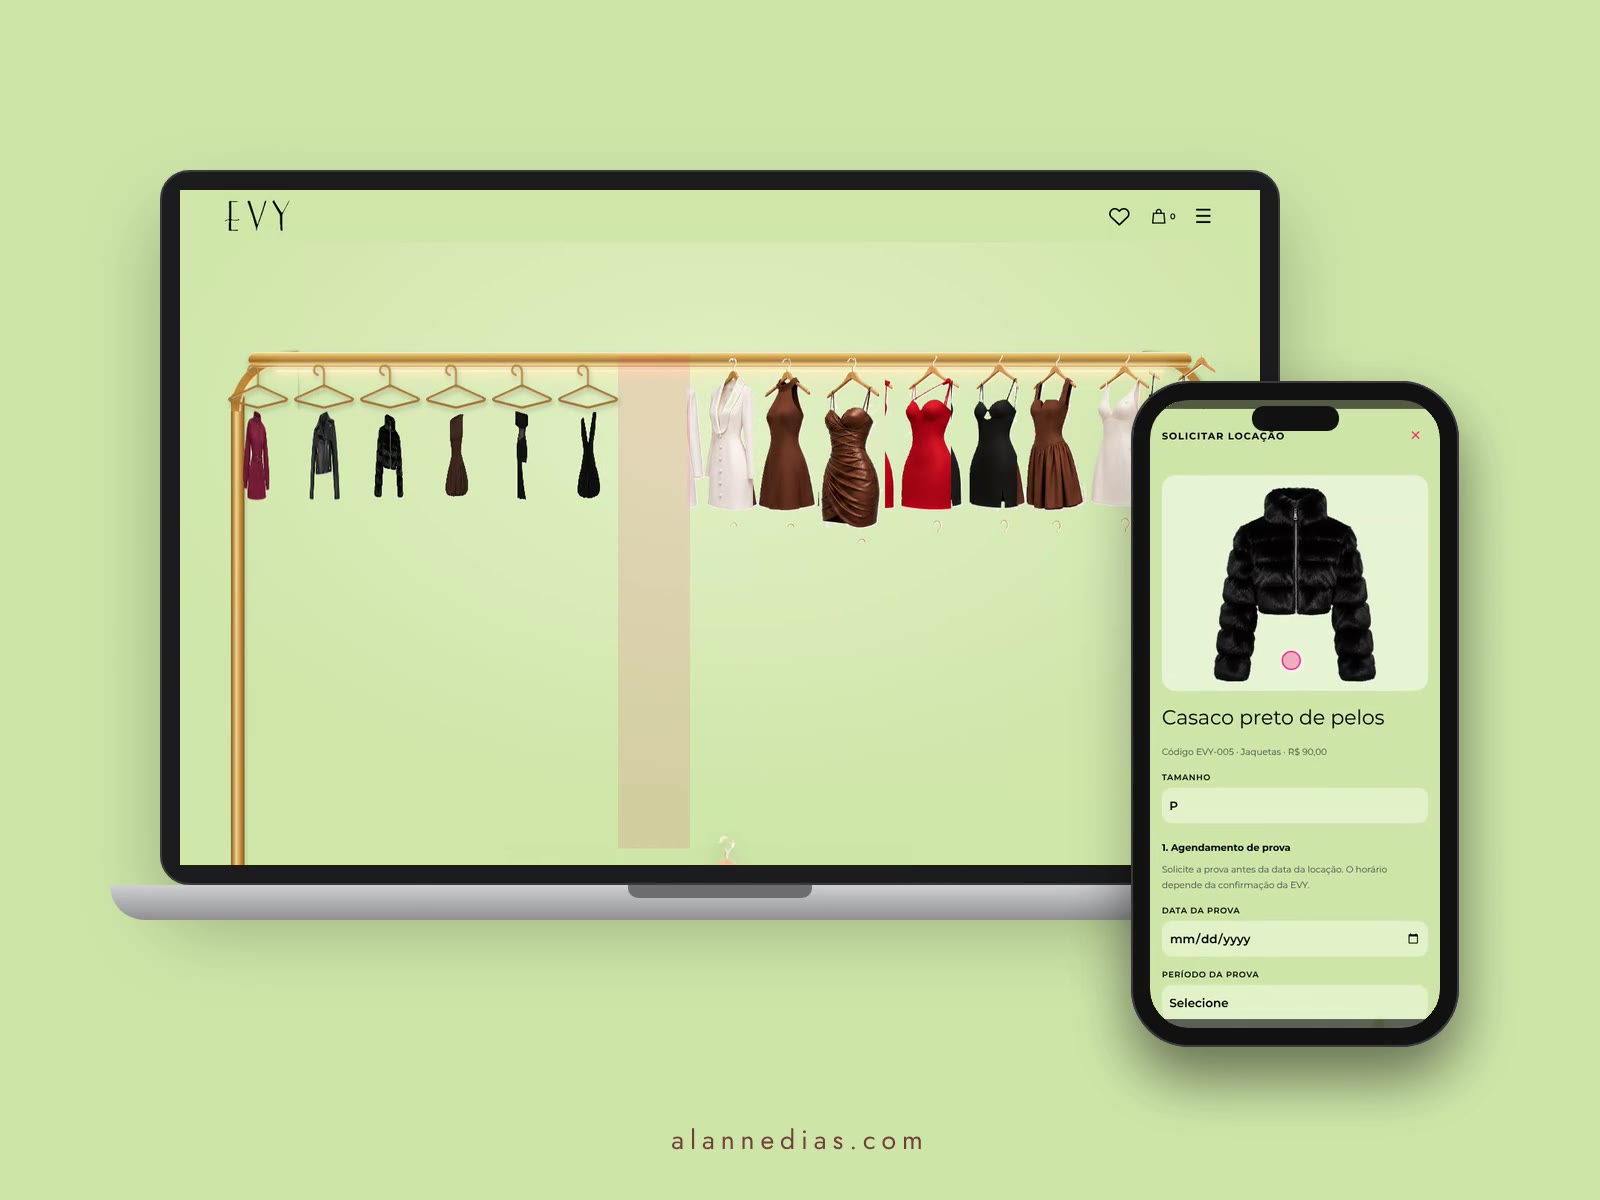 EVY
0
SOLICITAR LOCAÇÃO
Casaco preto de pelos
Código EVY-005 · Jaquetas · R$ 90,00
TAMANHO
P
1. Agendamento de prova
Solicite a prova antes da data da locação. O horário
depende da confirmação da EVY.
DATA DA PROVA
mm/dd/yyyy
PERÍODO DA PROVA
Selecione
alannedias.com